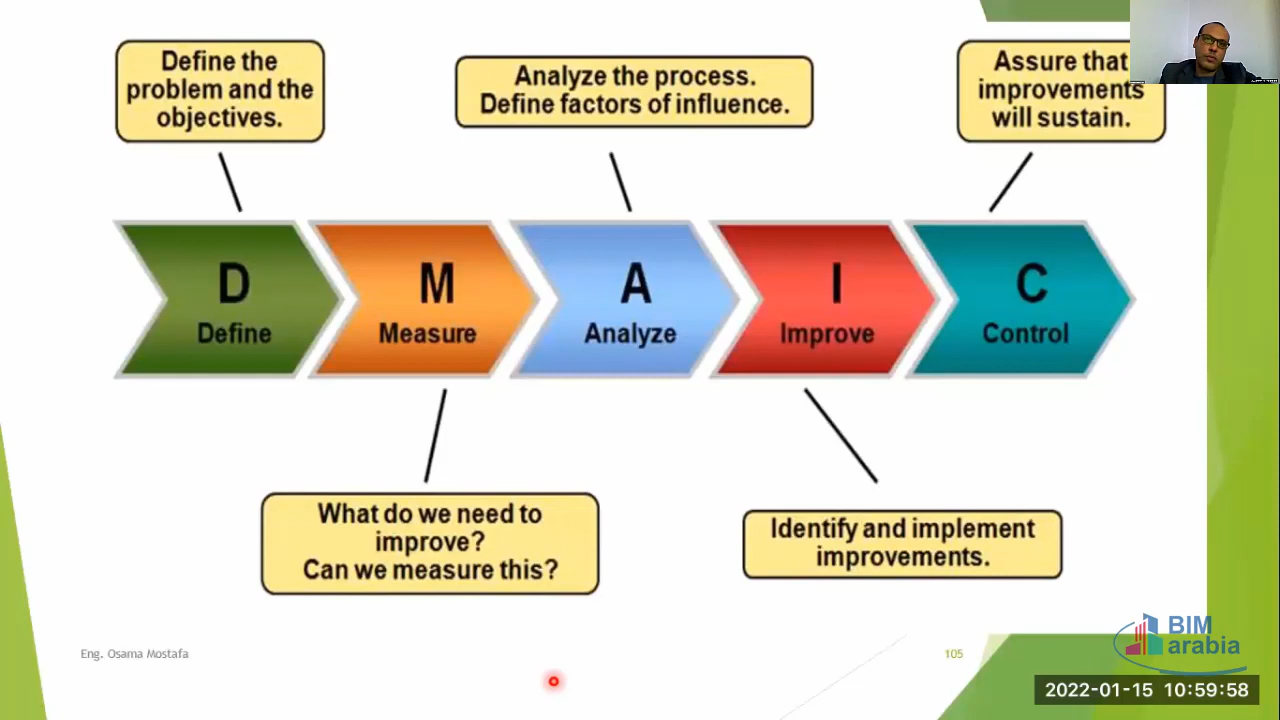 Define the
problem and the
objectives.
Analyze the process.
Define factors of influence.
Assure that
improvements
will sustain.
D
Define
M
Measure
A
Analyze
I
Improve
C
Control
What do we need to
improve?
Can we measure this?
Identify and implement
improvements.
Eng. Osama Mostafa
105
BIM
arabia
2022-01-15 10:59:58